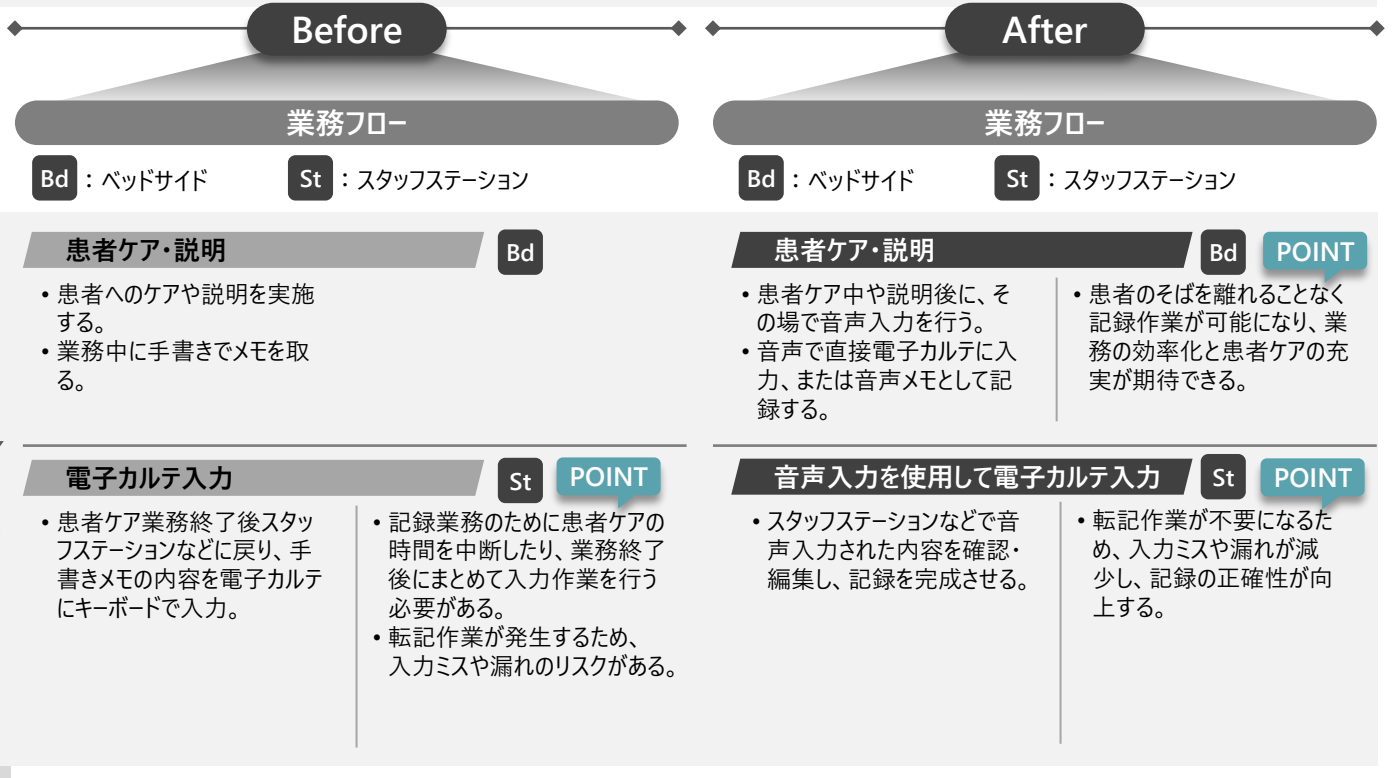 Before
業務フロー
Bd ：ベッドサイド St ：スタッフステーション
患者ケア・説明 Bd
• 患者へのケアや説明を実施
する。
• 業務中に手書きでメモを取
る。
電子カルテ入力 St POINT
• 患者ケア業務終了後スタッ
フステーションなどに戻り、手
書きメモの内容を電子カルテ
にキーボードで入力。
• 記録業務のために患者ケアの
時間を中断したり、業務終了
後にまとめて入力作業を行う
必要がある。
• 転記作業が発生するため、
入力ミスや漏れのリスクがある。
After
業務フロー
Bd ：ベッドサイド St ：スタッフステーション
患者ケア・説明 Bd POINT
• 患者ケア中や説明後に、そ
の場で音声入力を行う。
• 音声で直接電子カルテに入
力、または音声メモとして記
録する。
• 患者のそばを離れることなく
記録作業が可能になり、業
務の効率化と患者ケアの充
実が期待できる。
音声入力を使用して電子カルテ入力 St POINT
• スタッフステーションなどで音
声入力された内容を確認・
編集し、記録を完成させる。
• 転記作業が不要になるた
め、入力ミスや漏れが減
少し、記録の正確性が向
上する。